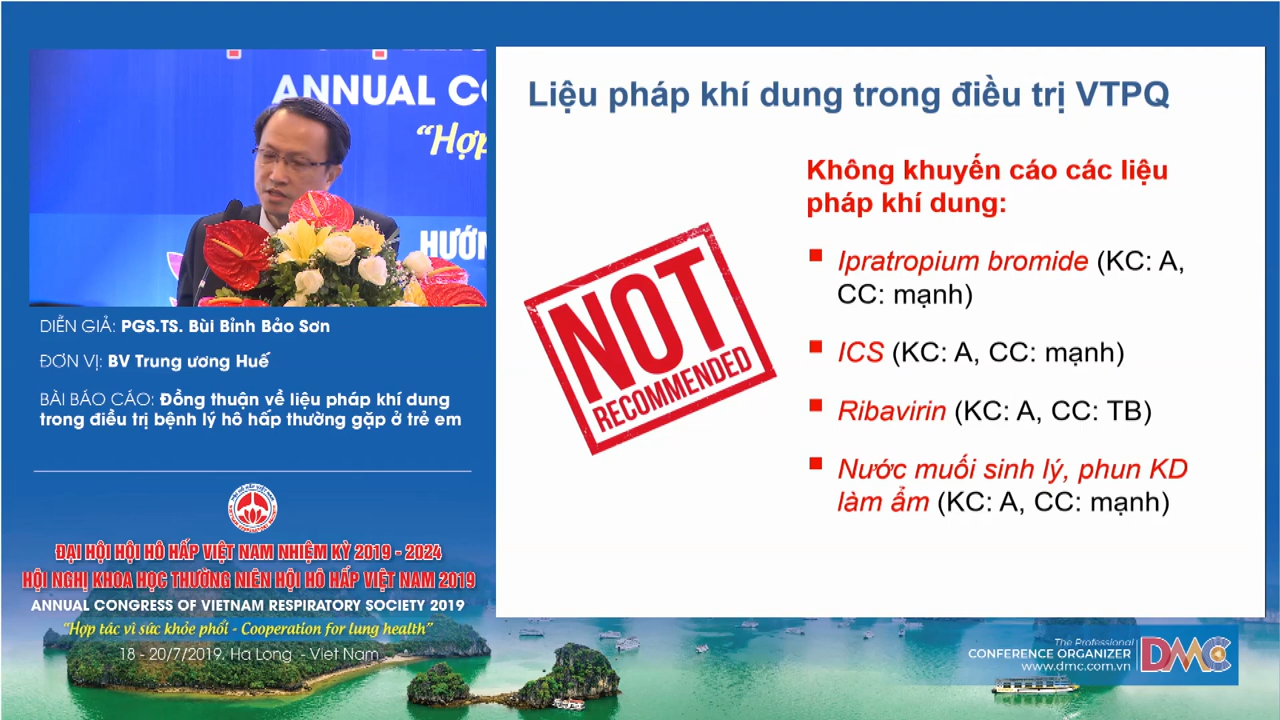 ANNUAL CO
“Hợp
HƯỚN
DIỄN GIẢ: PGS.TS. Bùi Bỉnh Bảo Sơn
ĐƠN VỊ: BV Trung ương Huế
BÀI BÁO CÁO: Đồng thuận về liệu pháp khí dung
trong điều trị bệnh lý hô hấp thường gặp ở trẻ em
ĐẠI HỘI HỘI HÔ HẤP VIỆT NAM NHIỆM KỲ 2019 - 2024
HỘI NGHỊ KHOA HỌC THƯỜNG NIÊN HỘI HÔ HẤP VIỆT NAM 2019
ANNUAL CONGRESS OF VIETNAM RESPIRATORY SOCIETY 2019
“Hợp tác vì sức khỏe phổi - Cooperation for lung health”
18 - 20/7/2019. Ha Long - Viet Nam
Liệu pháp khí dung trong điều trị VTPQ
Không khuyến cáo các liệu
pháp khí dung:
Ipratropium bromide (KC: A,
CC: mạnh)
ICS (KC: A, CC: mạnh)
Ribavirin (KC: A, CC: TB)
Nước muối sinh lý, phun KD
làm ẩm (KC: A, CC: mạnh)
NOT
RECOMMENDED
The Professional
CONFERENCE ORGANIZER
www.dmc.com.vn
DMC